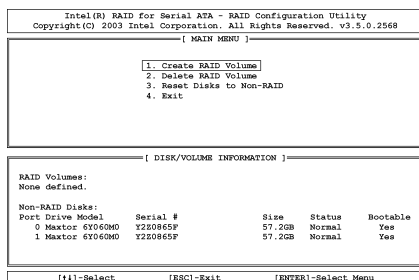 Intel(R) RAID for Serial ATA - RAID Configuration Utility
Copyright(C) 2003 Intel Corporation. All Rights Reserved. v3.5.0.2568
[ MAIN MENU ]
1. Create RAID Volume
2. Delete RAID Volume
3. Reset Disks to Non-RAID
4. Exit
[ DISK/VOLUME INFORMATION ]
RAID Volumes:
None defined.
Non-RAID Disks:
Port Drive Model Serial # Size Status Bootable
0 Maxtor 6Y060M0 Y2Z0865F 57.2GB Normal Yes
1 Maxtor 6Y060M0 Y2Z0865F 57.2GB Normal Yes
[↑↓]-Select [ESC]-Exit [ENTER]-Select Menu